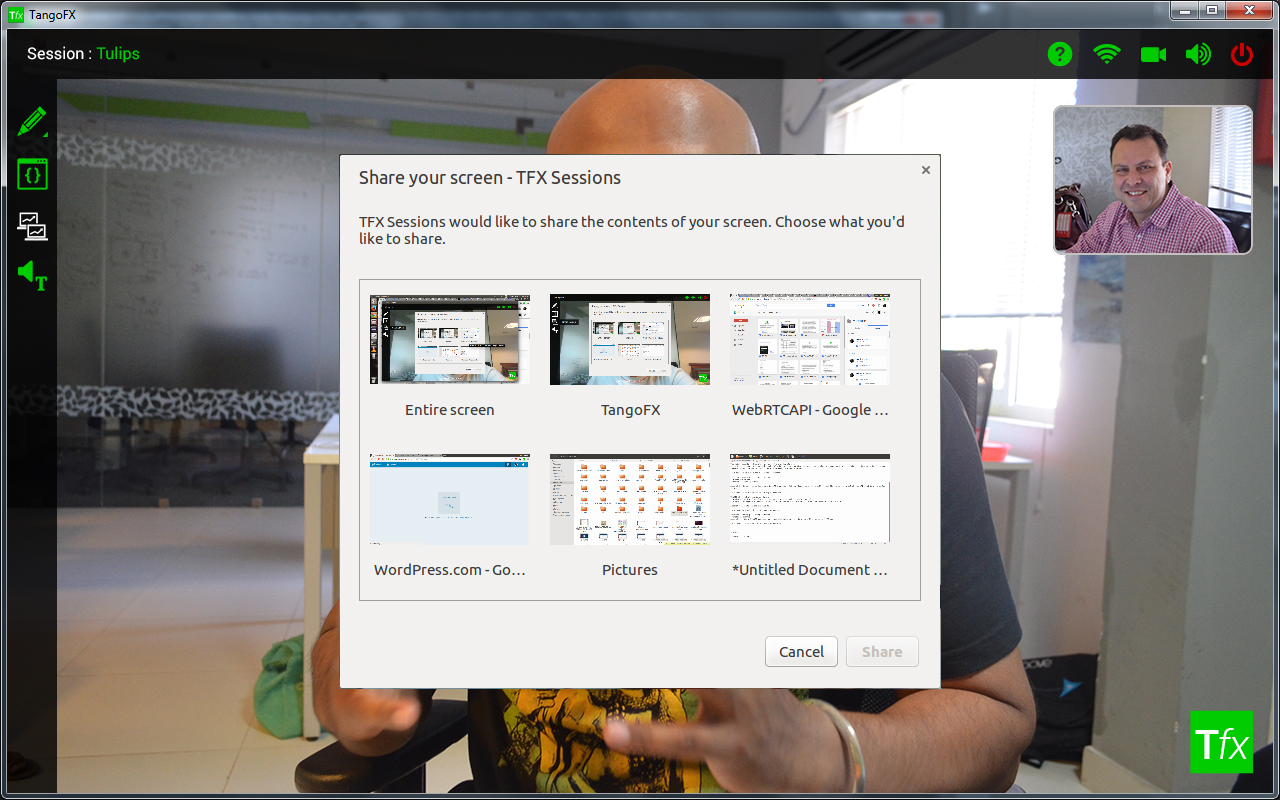 Tfx TangoFX
Session : Tulips
Share your screen - TFX Sessions
TFX Sessions would like to share the contents of your screen. Choose what you'd
like to share.
Entire screen
TangoFX
WebRTCAPI - Google ...
WordPress.com - Go...
Pictures
*Untitled Document ...
Cancel
Share
T
Tfx